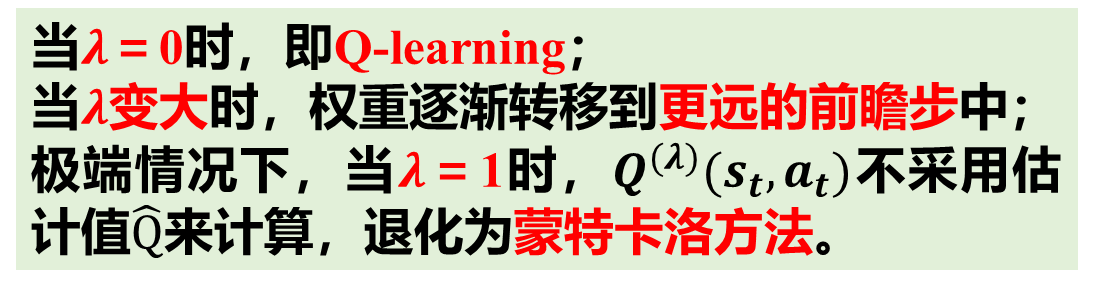 当λ = 0时，即Q-learning；
当λ变大时，权重逐渐转移到更远的前瞻步中；
极端情况下，当λ = 1时，Q^(λ)(s_t, a_t)不采用估
计值Q̂来计算，退化为蒙特卡洛方法。